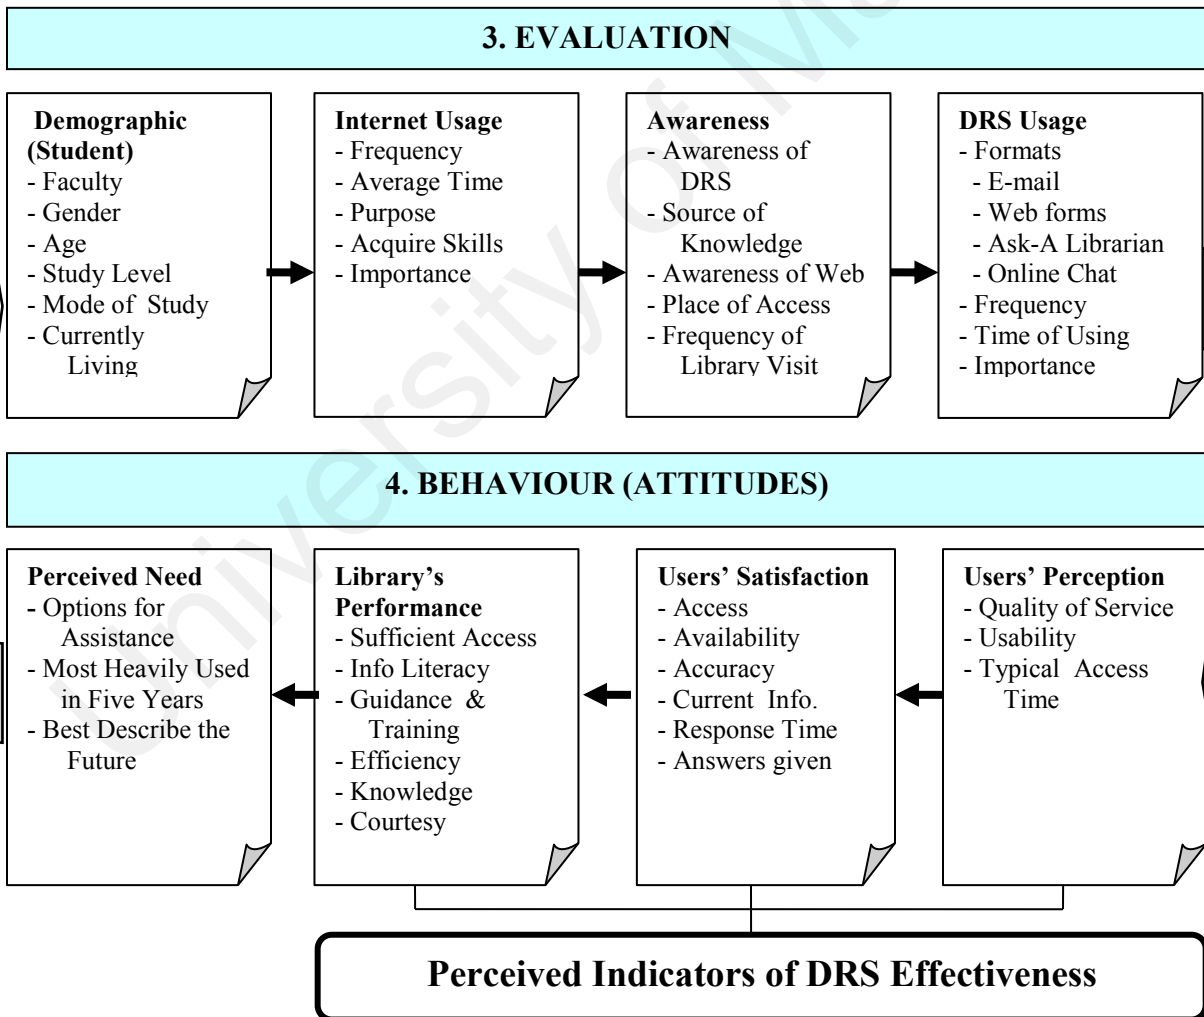 3. EVALUATION
Demographic
(Student)
- Faculty
- Gender
- Age
- Study Level
- Mode of Study
- Currently
Living
Internet Usage
- Frequency
- Average Time
- Purpose
- Acquire Skills
- Importance
Awareness
- Awareness of
DRS
- Source of
Knowledge
- Awareness of Web
- Place of Access
- Frequency of
Library Visit
DRS Usage
- Formats
- E-mail
- Web forms
- Ask-A Librarian
- Online Chat
- Frequency
- Time of Using
- Importance
4. BEHAVIOUR (ATTITUDES)
Perceived Need
- Options for
Assistance
- Most Heavily Used
in Five Years
- Best Describe the
Future
Library’s
Performance
- Sufficient Access
- Info Literacy
- Guidance &
Training
- Efficiency
- Knowledge
- Courtesy
Users’ Satisfaction
- Access
- Availability
- Accuracy
- Current Info.
- Response Time
- Answers given
Users’ Perception
- Quality of Service
- Usability
- Typical Access
Time
Perceived Indicators of DRS Effectiveness
University of